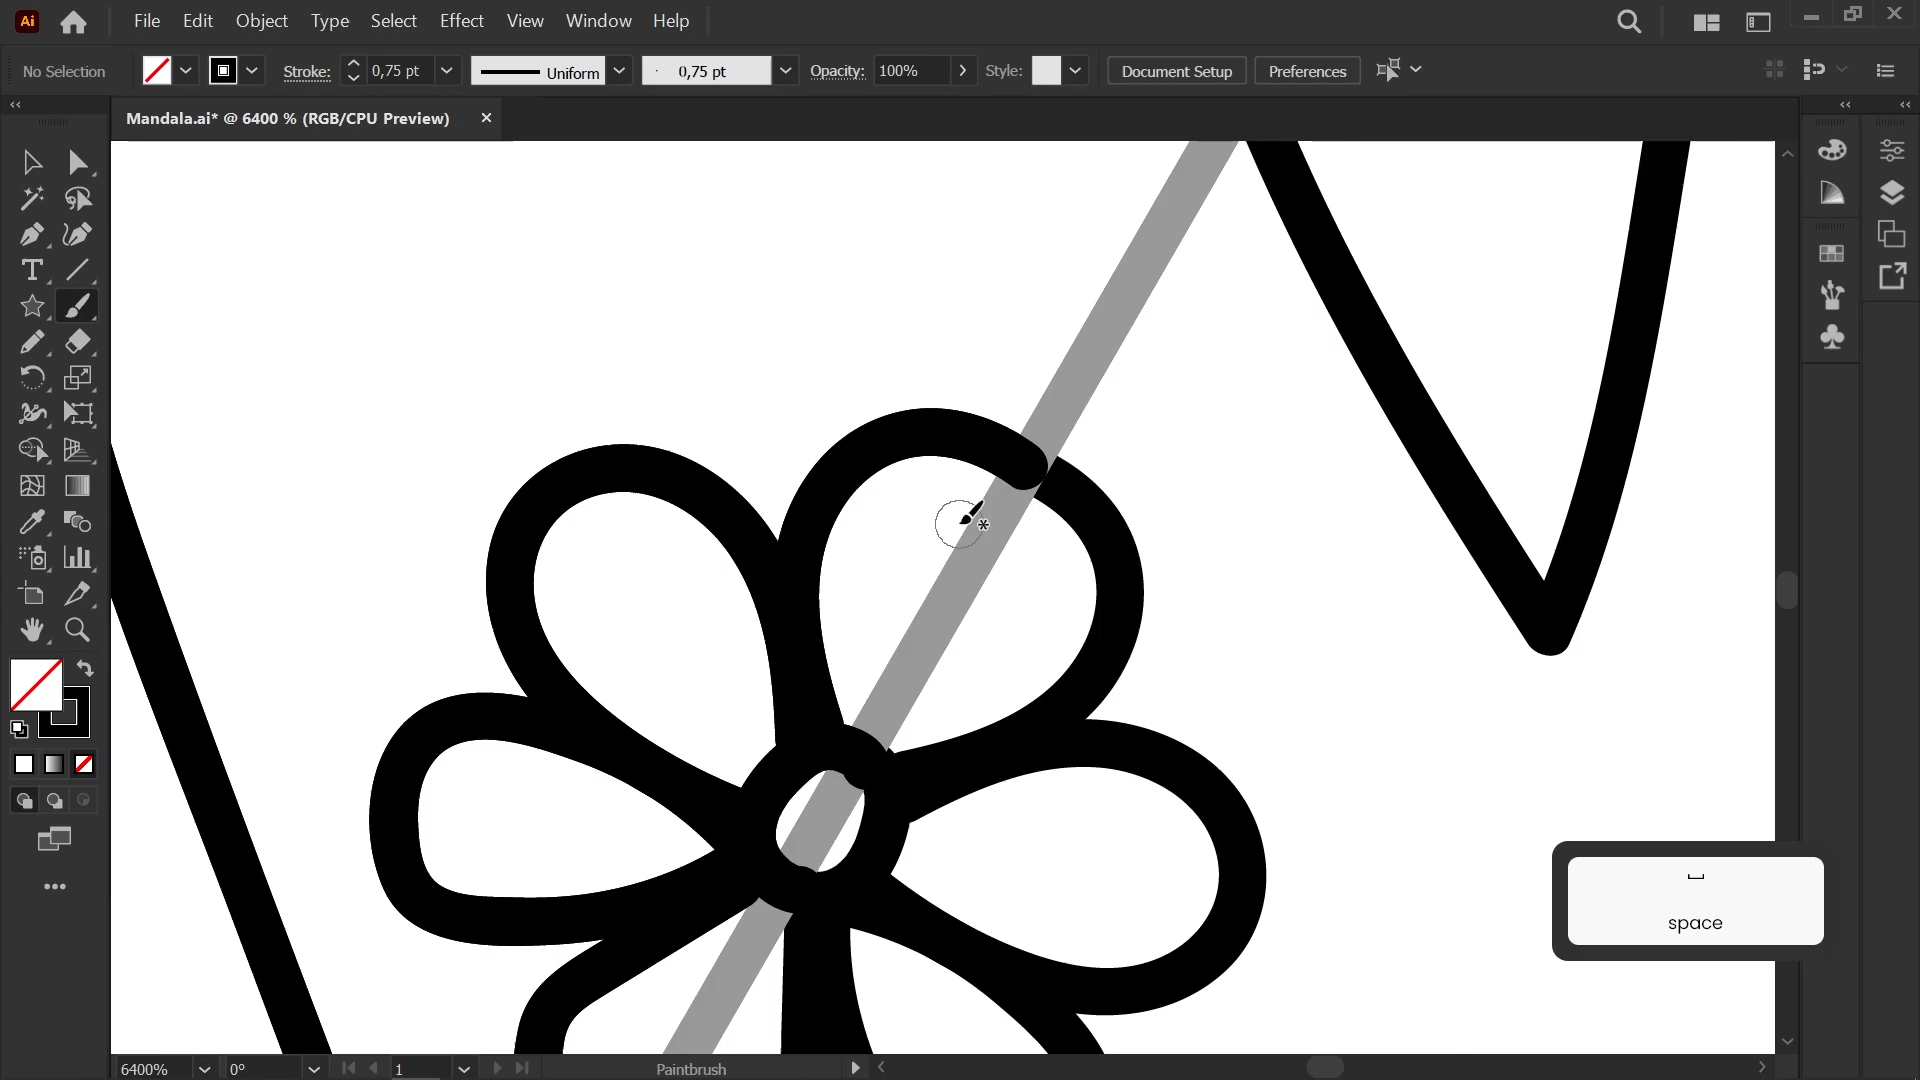 Ai File Edit Object Type Select Effect View Window Help
No Selection Stroke: 0,75 pt Uniform 0,75 pt Opacity: 100% Style: Document Setup Preferences
Mandala.ai* @ 6400 % (RGB/CPU Preview)
space
6400% 0° 1 Paintbrush